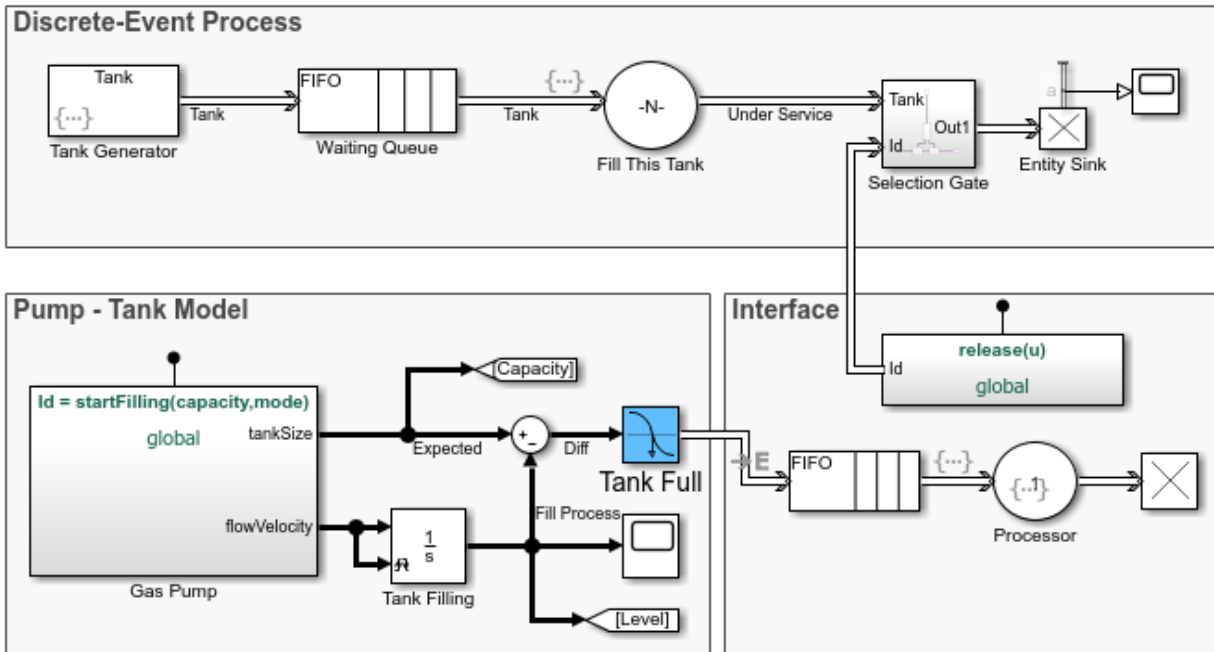 Discrete-Event Process
Tank
{...}
Tank Generator
Tank
FIFO
Waiting Queue
{...}
Tank
-N-
Fill This Tank
Under Service
Tank
Id
Out1
Selection Gate
a
Entity Sink
Pump - Tank Model
Id = startFilling(capacity,mode)
global
tankSize
flowVelocity
Gas Pump
[Capacity]
Expected
+
-
Diff
Tank Full
1
s
Tank Filling
Fill Process
[Level]
Interface
release(u)
Id
global
E
FIFO
{...}
{..1}
Processor